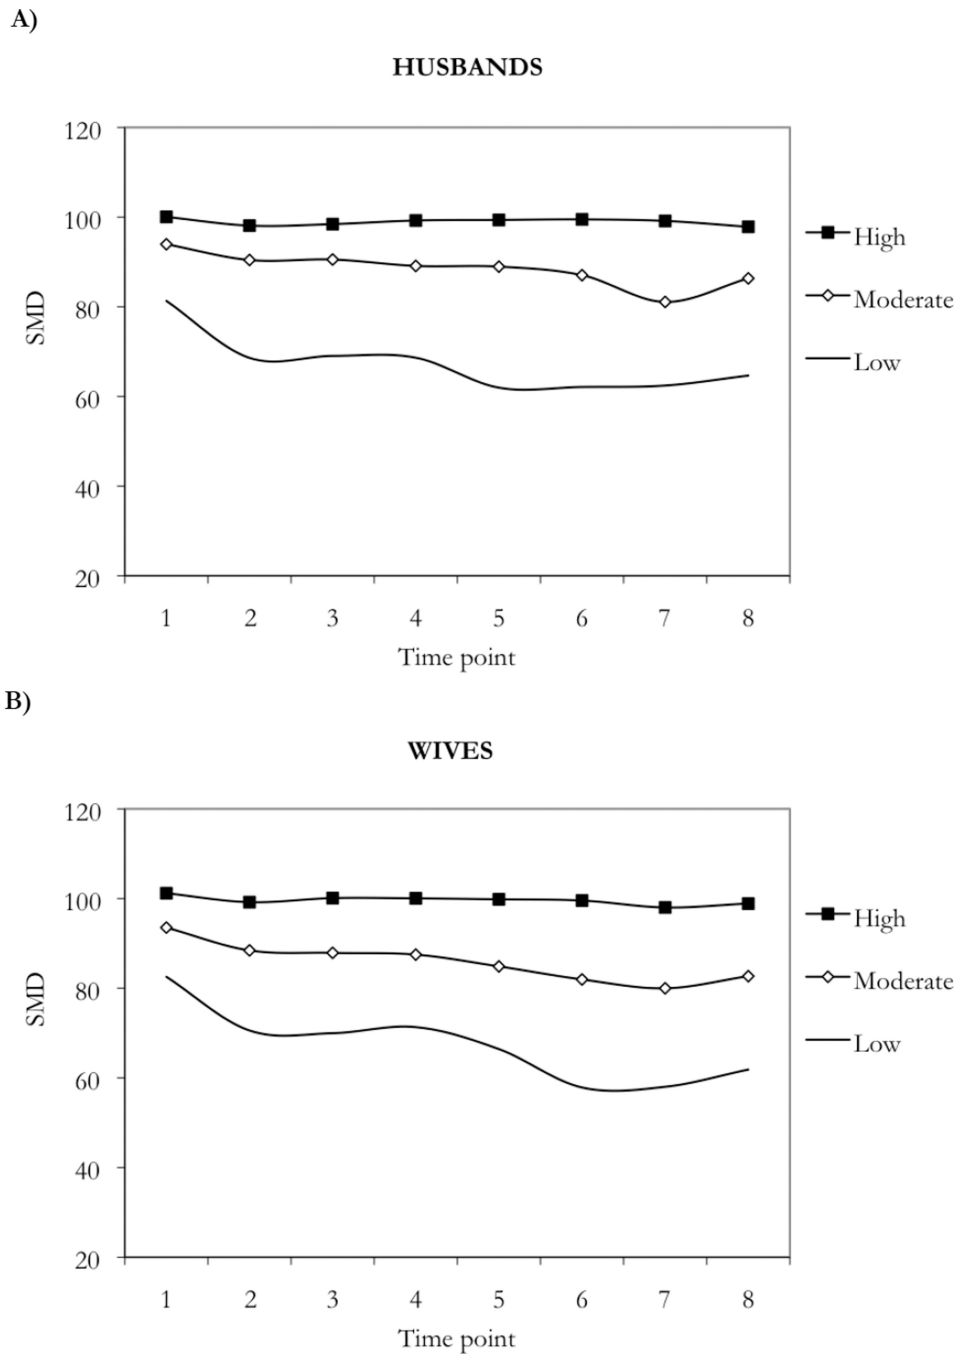 A)
HUSBANDS
120
100
80
60
40
20
SMD
1 2 3 4 5 6 7 8
Time point
High
Moderate
Low
B)
WIVES
120
100
80
60
40
20
SMD
1 2 3 4 5 6 7 8
Time point
High
Moderate
Low